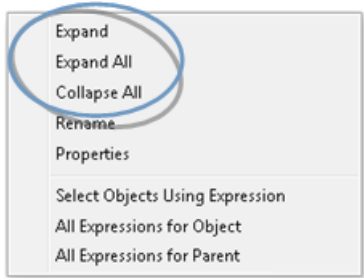 Expand
Expand All
Collapse All
Rename
Properties
Select Objects Using Expression
All Expressions for Object
All Expressions for Parent